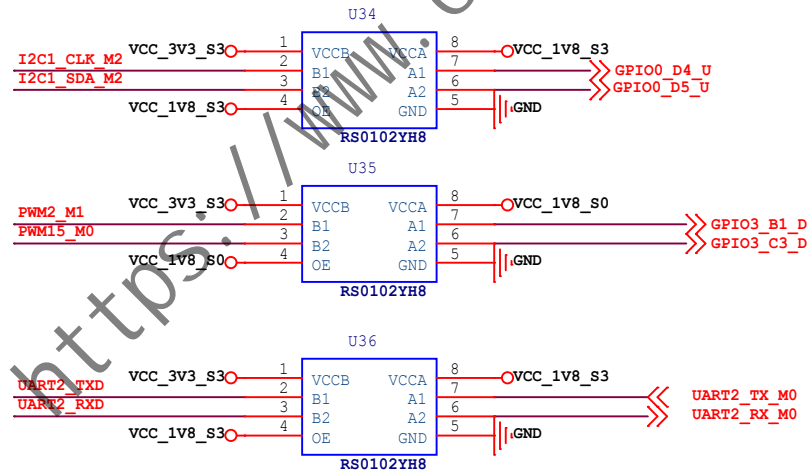 U34
VCC_3V3_S3 1 VCCB VCCA 8 VCC_1V8_S3
I2C1_CLK_M2 2 B1 A1 7 GPIO0_D4_U
I2C1_SDA_M2 3 B2 A2 6 GPIO0_D5_U
VCC_1V8_S3 4 OE GND 5 GND
RS0102YH8
U35
VCC_3V3_S3 1 VCCB VCCA 8 VCC_1V8_S0
PWM2_M1 2 B1 A1 7 GPIO3_B1_D
PWM15_M0 3 B2 A2 6 GPIO3_C3_D
VCC_1V8_S0 4 OE GND 5 GND
RS0102YH8
U36
VCC_3V3_S3 1 VCCB VCCA 8 VCC_1V8_S3
UART2_TXD 2 B1 A1 7 UART2_TX_M0
UART2_RXD 3 B2 A2 6 UART2_RX_M0
VCC_1V8_S3 4 OE GND 5 GND
RS0102YH8
https://www.